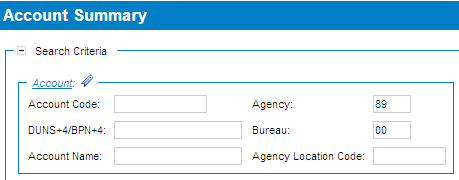 Account Summary
Search Criteria
Account:
Account Code: Agency: 89
DUNS+4/BPN+4: Bureau: 00
Account Name: Agency Location Code: